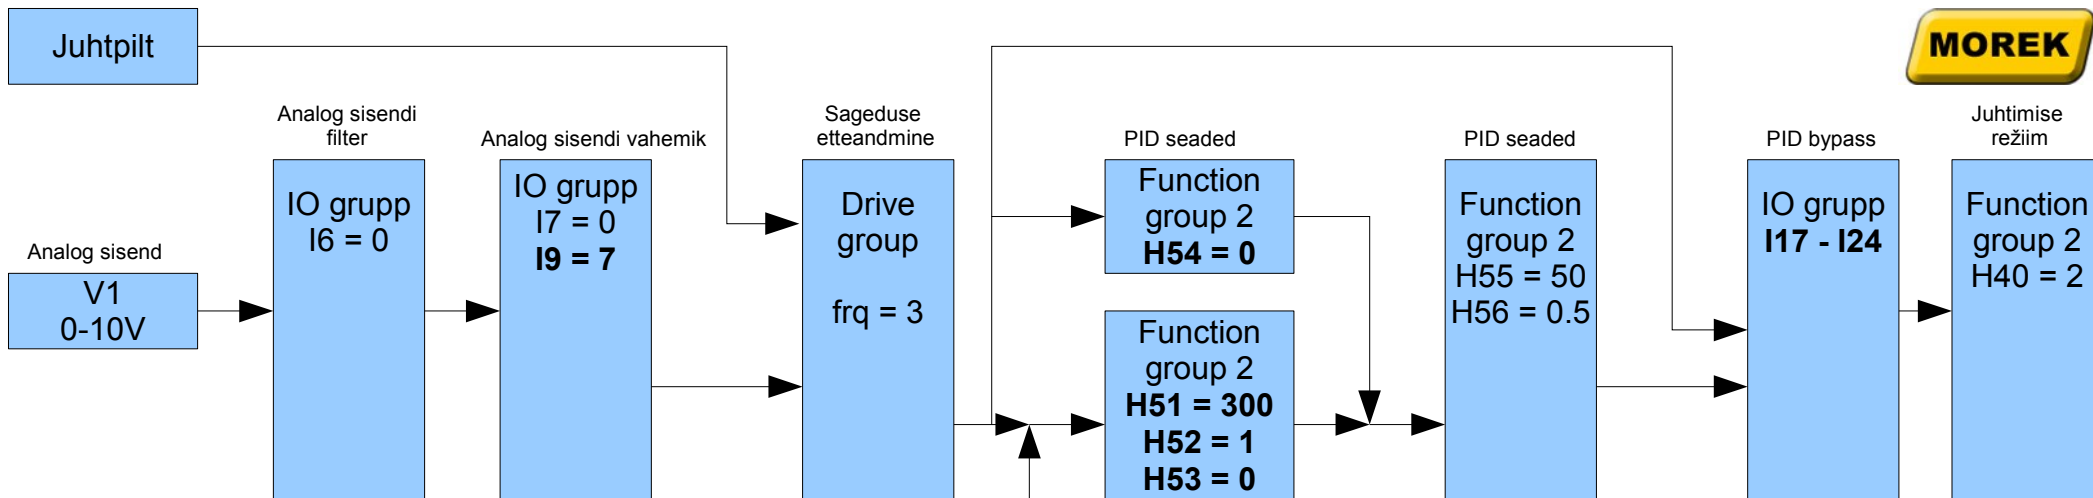 Juhtpilt
MOREK
Analog sisendi
filter
Analog sisendi vahemik
Sageduse
etteandmine
PID seaded
PID seaded
PID bypass
Juhtimise
režiim
Analog sisend
V1
0-10V
IO grupp
I6 = 0
IO grupp
I7 = 0
I9 = 7
Drive
group
frq = 3
Function
group 2
H54 = 0
Function
group 2
H51 = 300
H52 = 1
H53 = 0
Function
group 2
H55 = 50
H56 = 0.5
IO grupp
I17 - I24
Function
group 2
H40 = 2